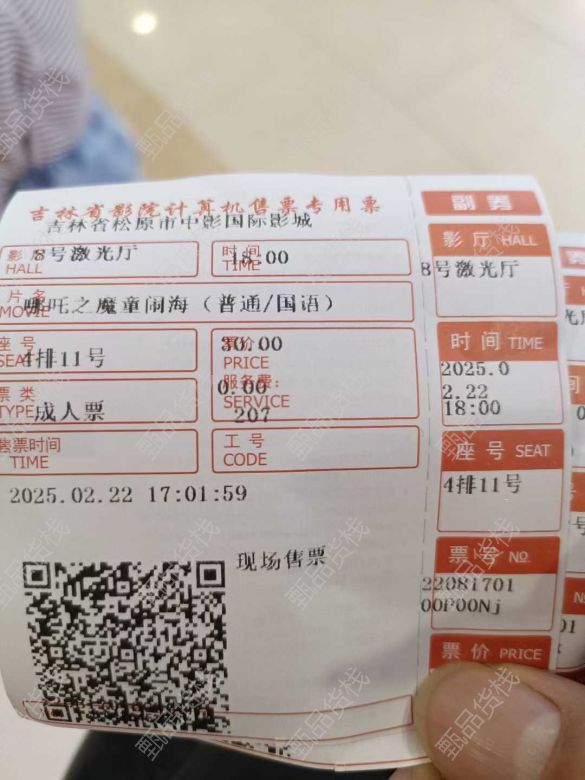 吉林省影院计算机售票专用票
吉林省松原市中影国际影城
影厅 HALL 8号激光厅
时间 TIME 18:00
片名 MOVIE 哪吒之魔童闹海（普通/国语）
座号 SEAT 4排11号
票价 PRICE 30.00
服务费: SERVICE 0.00
票类 TYPE 成人票
207
售票时间 TIME
工号 CODE
2025.02.22 17:01:59
现场售票
副券
影厅 HALL
8号激光厅
时间 TIME
2025.0
2.22
18:00
座号 SEAT
4排11号
票号 No
22081701
00P00Nj
票价 PRICE
甄品货栈